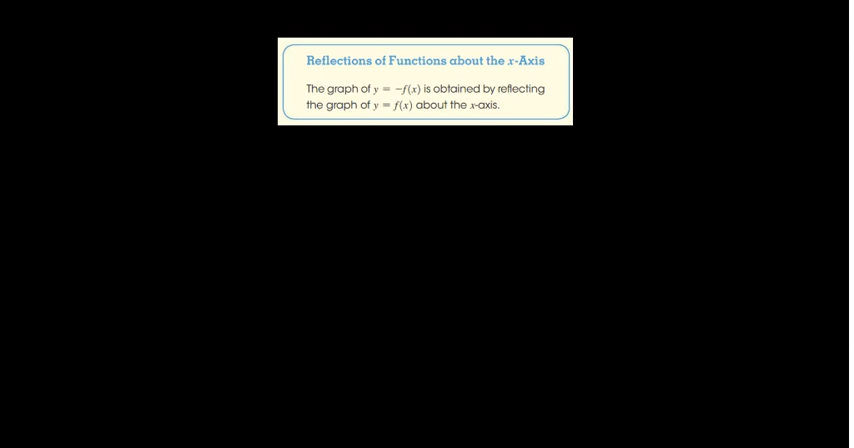 Reflections of Functions about the x-Axis
The graph of y = −f(x) is obtained by reflecting
the graph of y = f(x) about the x-axis.